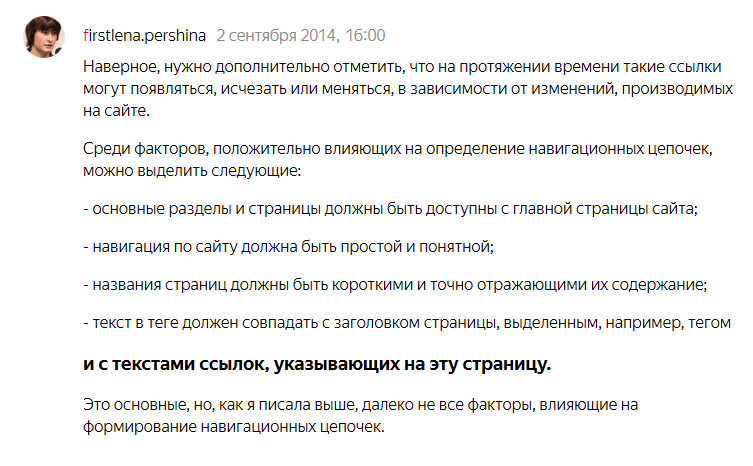 firstlena.pershina 2 сентября 2014, 16:00
Наверное, нужно дополнительно отметить, что на протяжении времени такие ссылки
могут появляться, исчезать или меняться, в зависимости от изменений, производимых
на сайте.
Среди факторов, положительно влияющих на определение навигационных цепочек,
можно выделить следующие:
- основные разделы и страницы должны быть доступны с главной страницы сайта;
- навигация по сайту должна быть простой и понятной;
- названия страниц должны быть короткими и точно отражающими их содержание;
- текст в теге должен совпадать с заголовком страницы, выделенным, например, тегом
и с текстами ссылок, указывающих на эту страницу.
Это основные, но, как я писала выше, далеко не все факторы, влияющие на
формирование навигационных цепочек.